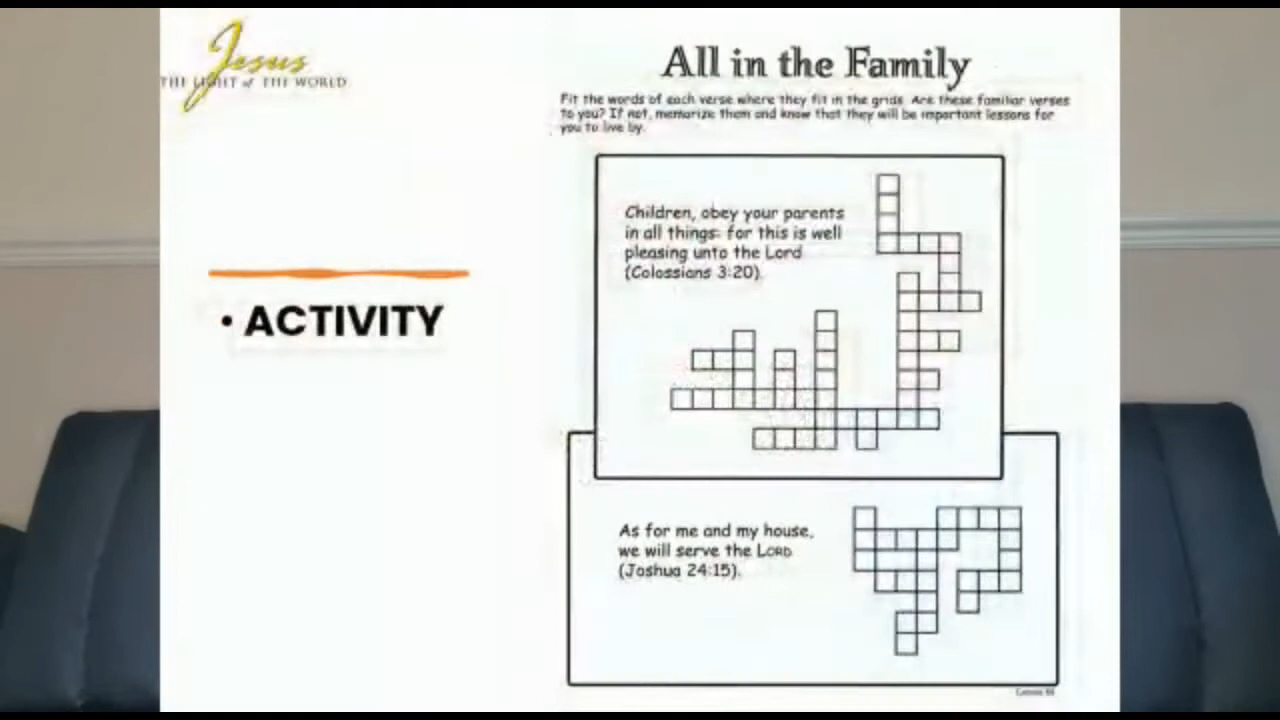 Jesus
THE LIGHT of THE WORLD
• ACTIVITY
All in the Family
Fit the words of each verse where they fit in the grids. Are these familiar verses
to you? If not, memorize them and know that they will be important lessons for
you to live by.
Children, obey your parents
in all things: for this is well
pleasing unto the Lord
(Colossians 3:20).
As for me and my house,
we will serve the LORD
(Joshua 24:15).